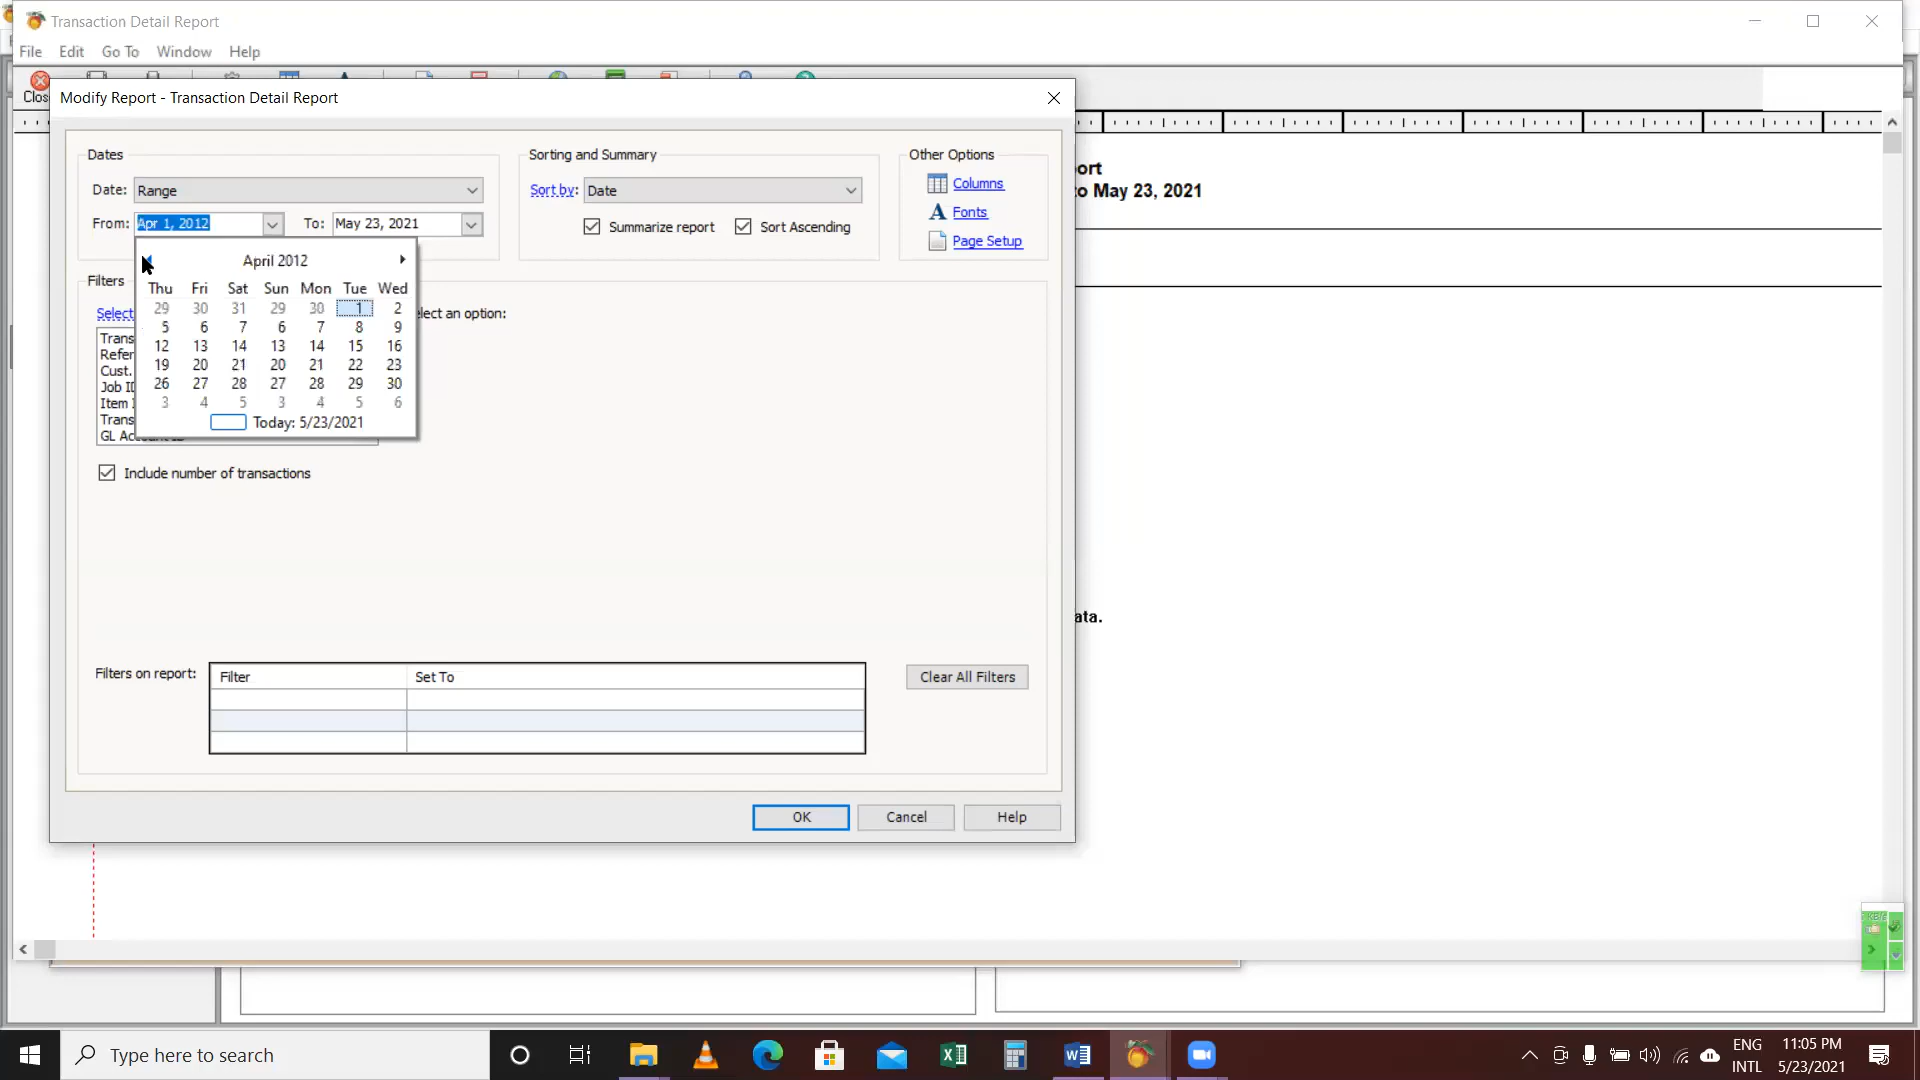 Transaction Detail Report
File Edit Go To Window Help
Clos
Modify Report - Transaction Detail Report
ort
to May 23, 2021
Dates
Date: Range
From: Apr 1, 2012 To: May 23, 2021
Sorting and Summary
Sort by: Date
Summarize report Sort Ascending
Other Options
Columns
Fonts
Page Setup
April 2012
Thu Fri Sat Sun Mon Tue Wed
29 30 31 29 30 1 2
5 6 7 6 7 8 9
12 13 14 13 14 15 16
19 20 21 20 21 22 23
26 27 28 27 28 29 30
3 4 5 3 4 5 6
Today: 5/23/2021
Filters
Select
lect an option:
Trans
Refer
Cust.
Job ID
Item
Trans
GL Account ID
Include number of transactions
ata.
Filters on report:
Filter Set To
Clear All Filters
OK Cancel Help
Type here to search
ENG
INTL
11:05 PM
5/23/2021